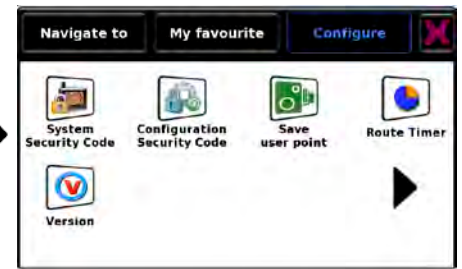 Navigate to My favourite Configure
System Security Code
Configuration Security Code
Save user point
Route Timer
Version